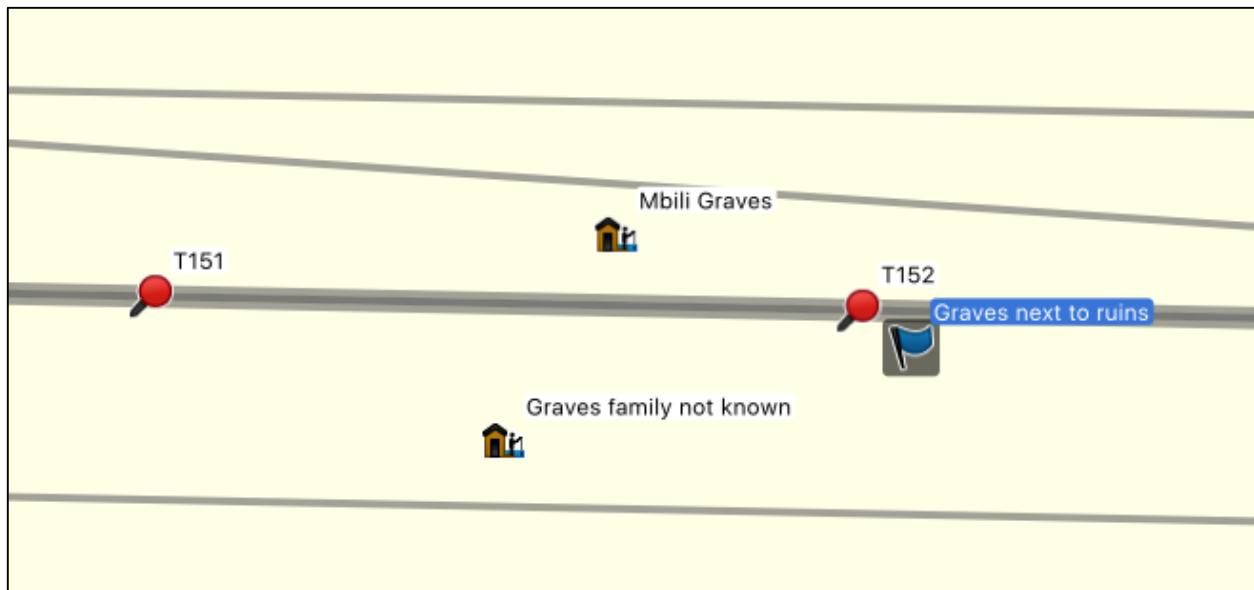 Mbili Graves
T151
T152
Graves next to ruins
Graves family not known